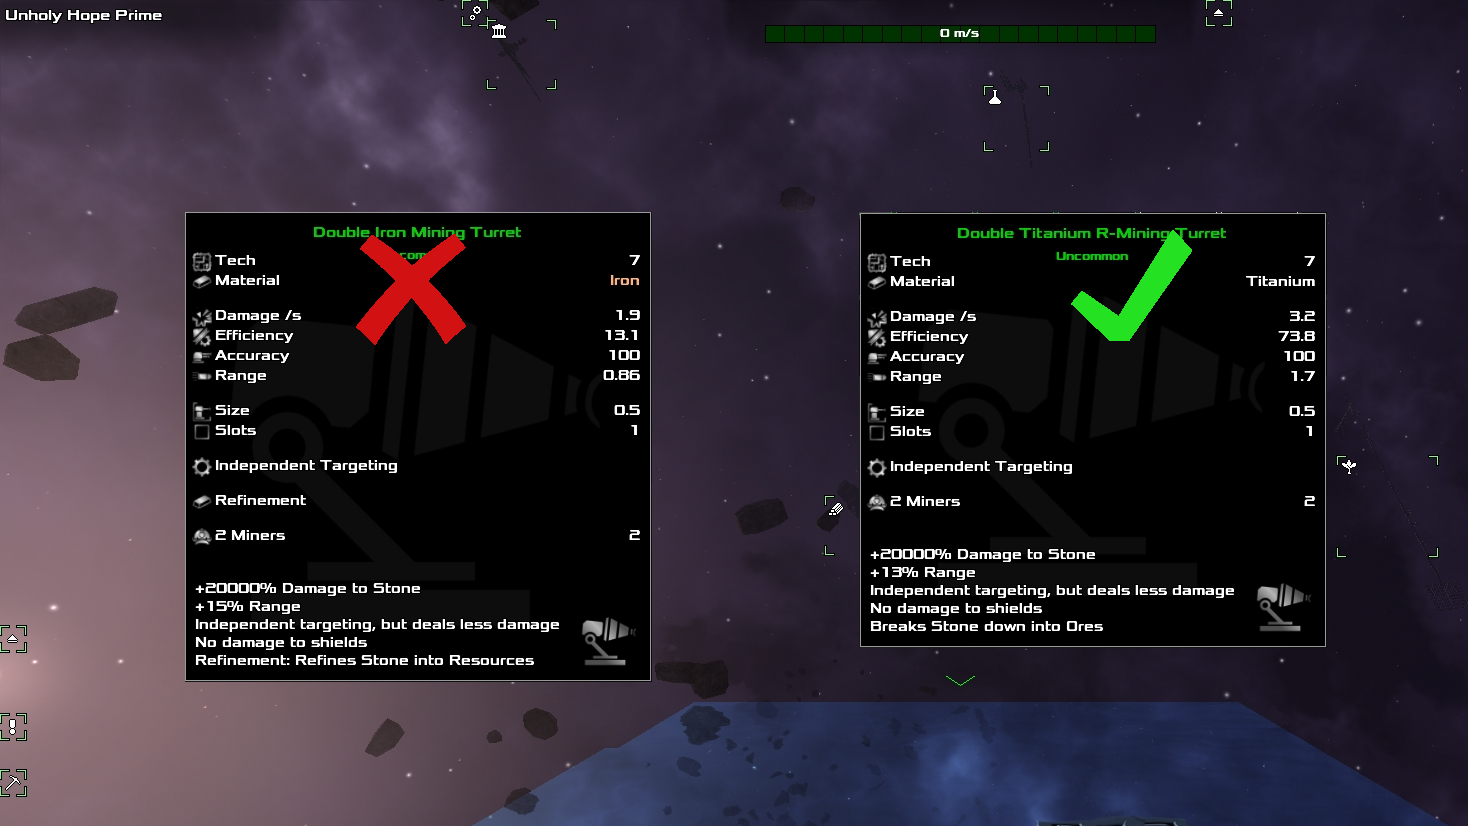 Unholy Hope Prime
0 m/s
Double Iron Mining Turret
Tech 7
Material Iron
Damage /s 1.9
Efficiency 13.1
Accuracy 100
Range 0.86
Size 0.5
Slots 1
Independent Targeting
Refinement
2 Miners 2
+20000% Damage to Stone
+15% Range
Independent targeting, but deals less damage
No damage to shields
Refinement: Refines Stone into Resources
Double Titanium R-Mining Turret
Uncommon
Tech 7
Material Titanium
Damage /s 3.2
Efficiency 73.8
Accuracy 100
Range 1.7
Size 0.5
Slots 1
Independent Targeting
2 Miners 2
+20000% Damage to Stone
+13% Range
Independent targeting, but deals less damage
No damage to shields
Breaks Stone down into Ores